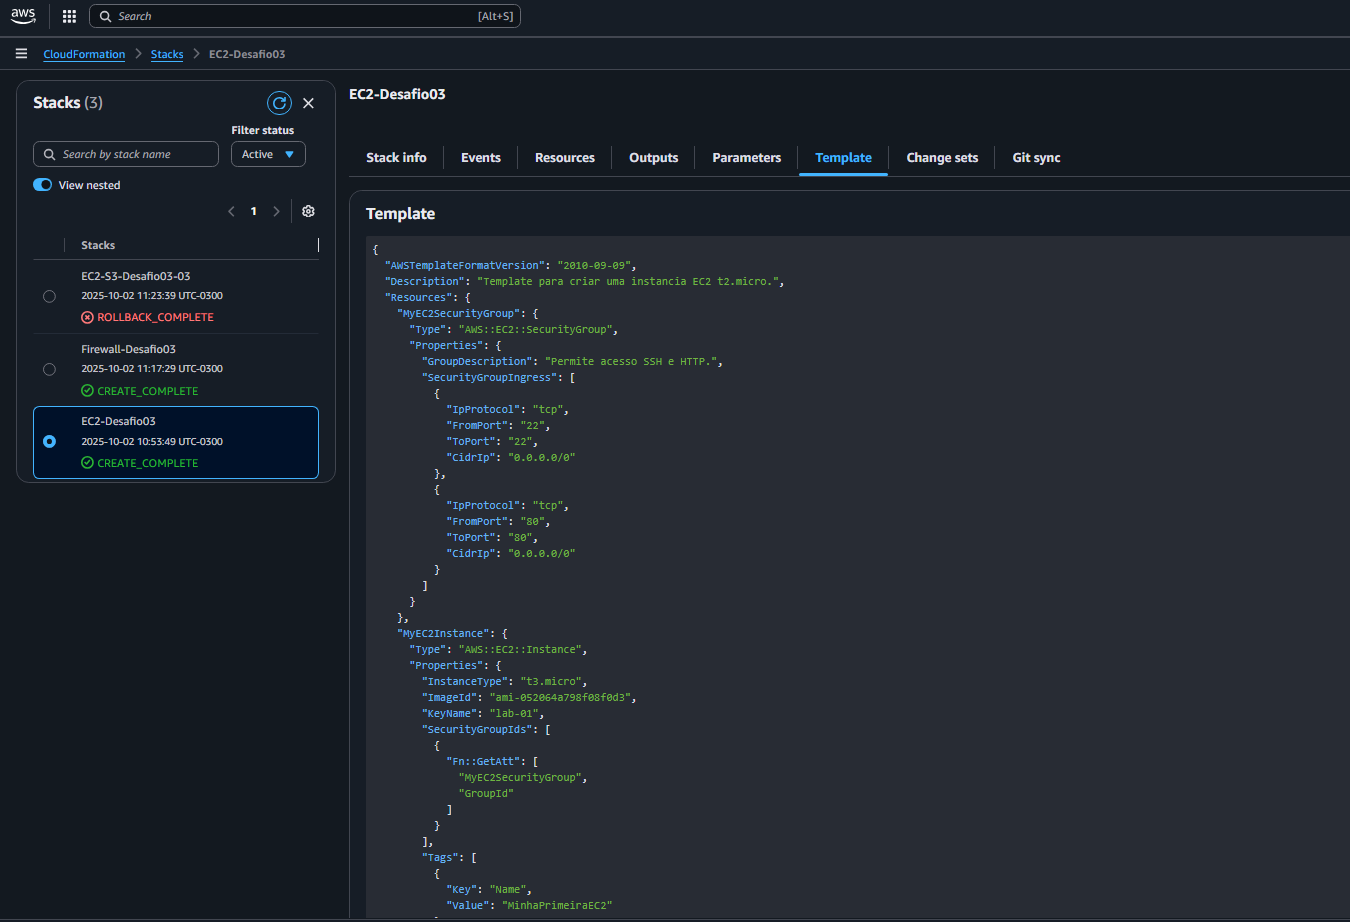 aws
Search [Alt+S]
CloudFormation > Stacks > EC2-Desafio03
Stacks (3)
Filter status
Search by stack name
Active
View nested
1
Stacks
EC2-S3-Desafio03-03
2025-10-02 11:23:39 UTC-0300
ROLLBACK_COMPLETE
Firewall-Desafio03
2025-10-02 11:17:29 UTC-0300
CREATE_COMPLETE
EC2-Desafio03
2025-10-02 10:53:49 UTC-0300
CREATE_COMPLETE
EC2-Desafio03
Stack info Events Resources Outputs Parameters Template Change sets Git sync
Template
{
"AWSTemplateFormatVersion": "2010-09-09",
"Description": "Template para criar uma instancia EC2 t2.micro.",
"Resources": {
"MyEC2SecurityGroup": {
"Type": "AWS::EC2::SecurityGroup",
"Properties": {
"GroupDescription": "Permite acesso SSH e HTTP.",
"SecurityGroupIngress": [
{
"IpProtocol": "tcp",
"FromPort": "22",
"ToPort": "22",
"CidrIp": "0.0.0.0/0"
},
{
"IpProtocol": "tcp",
"FromPort": "80",
"ToPort": "80",
"CidrIp": "0.0.0.0/0"
}
]
}
},
"MyEC2Instance": {
"Type": "AWS::EC2::Instance",
"Properties": {
"InstanceType": "t3.micro",
"ImageId": "ami-052064a798f08f0d3",
"KeyName": "lab-01",
"SecurityGroupIds": [
{
"Fn::GetAtt": [
"MyEC2SecurityGroup",
"GroupId"
]
}
],
"Tags": [
{
"Key": "Name",
"Value": "MinhaPrimeiraEC2"